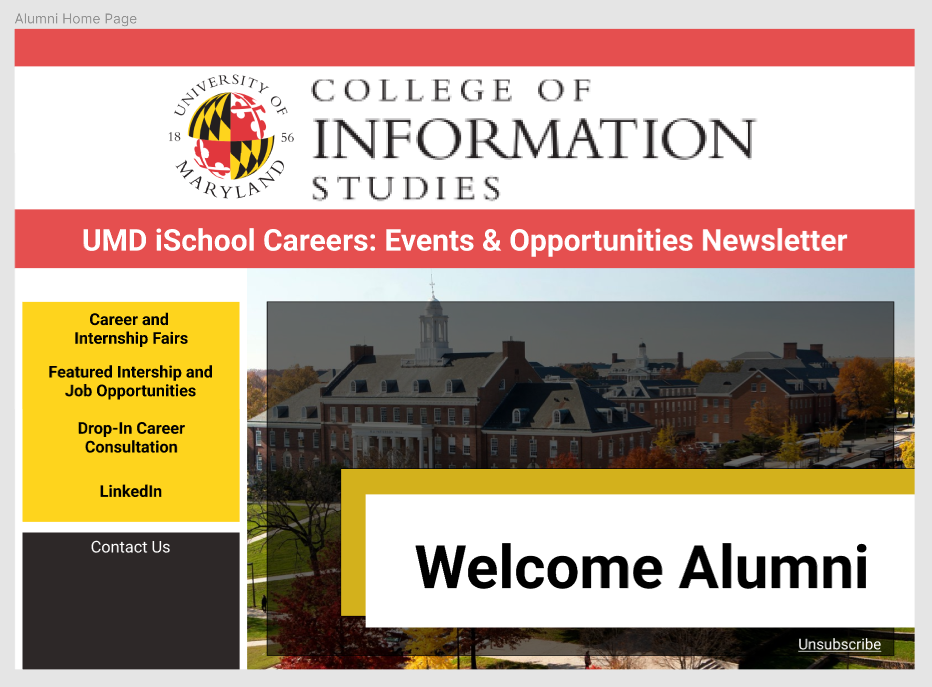 Alumni Home Page
UNIVERSITY OF
18 56
MARYLAND
COLLEGE OF
INFORMATION
STUDIES
UMD iSchool Careers: Events & Opportunities Newsletter
Career and
Internship Fairs
Featured Intership and
Job Opportunities
Drop-In Career
Consultation
LinkedIn
Contact Us
Welcome Alumni
Unsubscribe